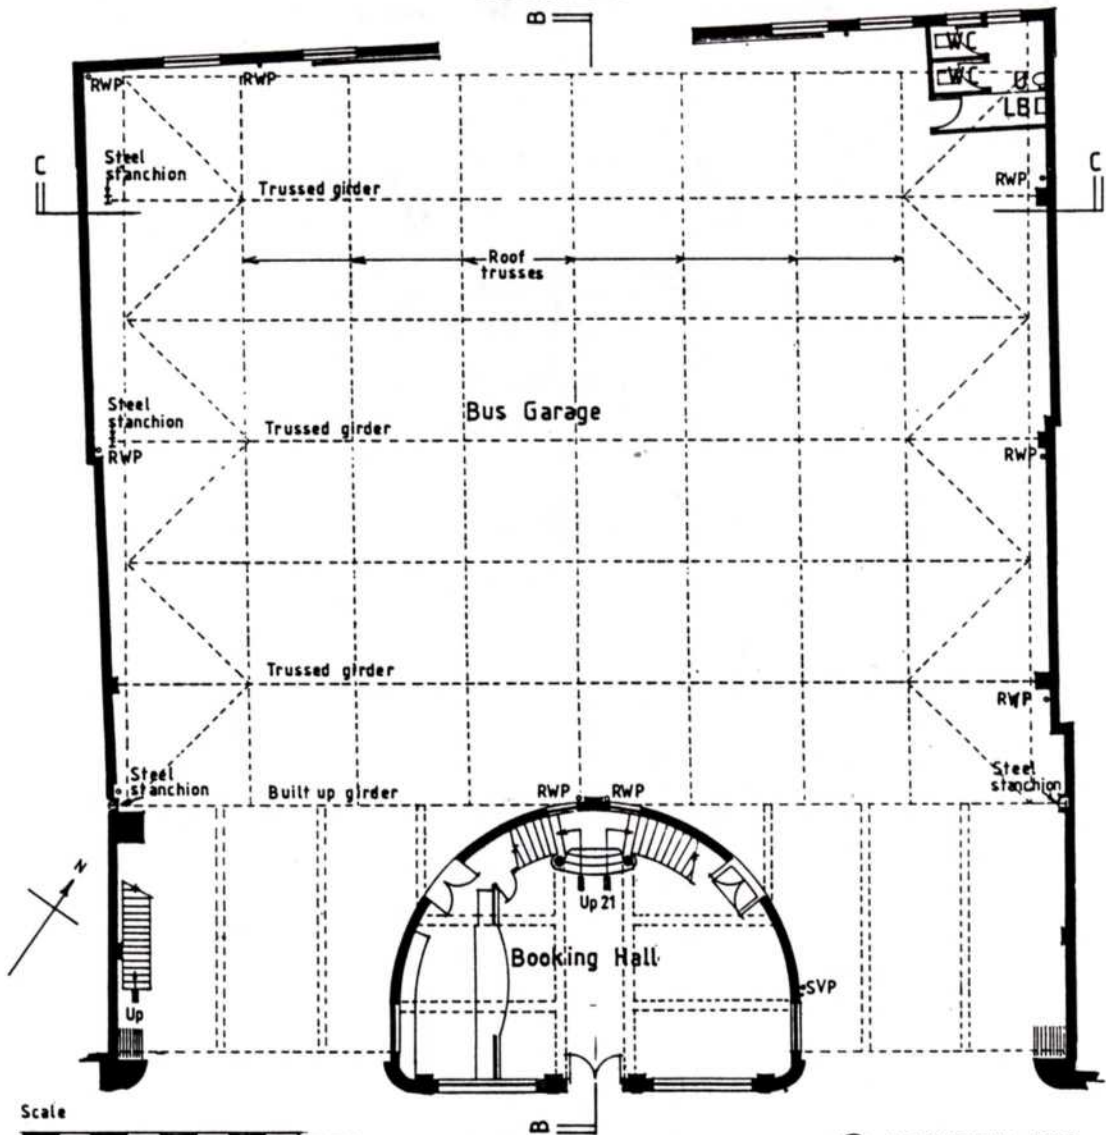 B
WC
WC
U
LB
RWP
RWP
Steel
stanchion
C
C
RWP
Trussed girder
Roof
trusses
Bus Garage
Steel
stanchion
Trussed girder
RWP
RWP
Trussed girder
RWP
Steel
stanchion
Steel
stanchion
Built up girder
RWP
RWP
N
Up 21
Booking Hall
SVP
Up
Scale
B